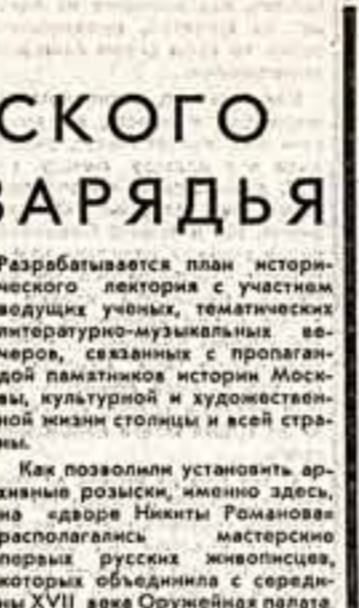 СКОГО
ЗАРЯДЬЯ
Разрабатывается план истори-
ческого лектория с участием
ведущих ученых, тематических
литературно-музыкальных ве-
черов, связанных с пропаган-
дой памятников истории Моск-
вы, культурной и художествен-
ной жизни столицы и всей стра-
ны.
Как позволили установить ар-
хивные розыски, именно здесь,
на «дворе Никиты Романова»
располагались мастерские
первых русских живописцев,
которых объединила с середи-
ны XVII века Оружейная палата.